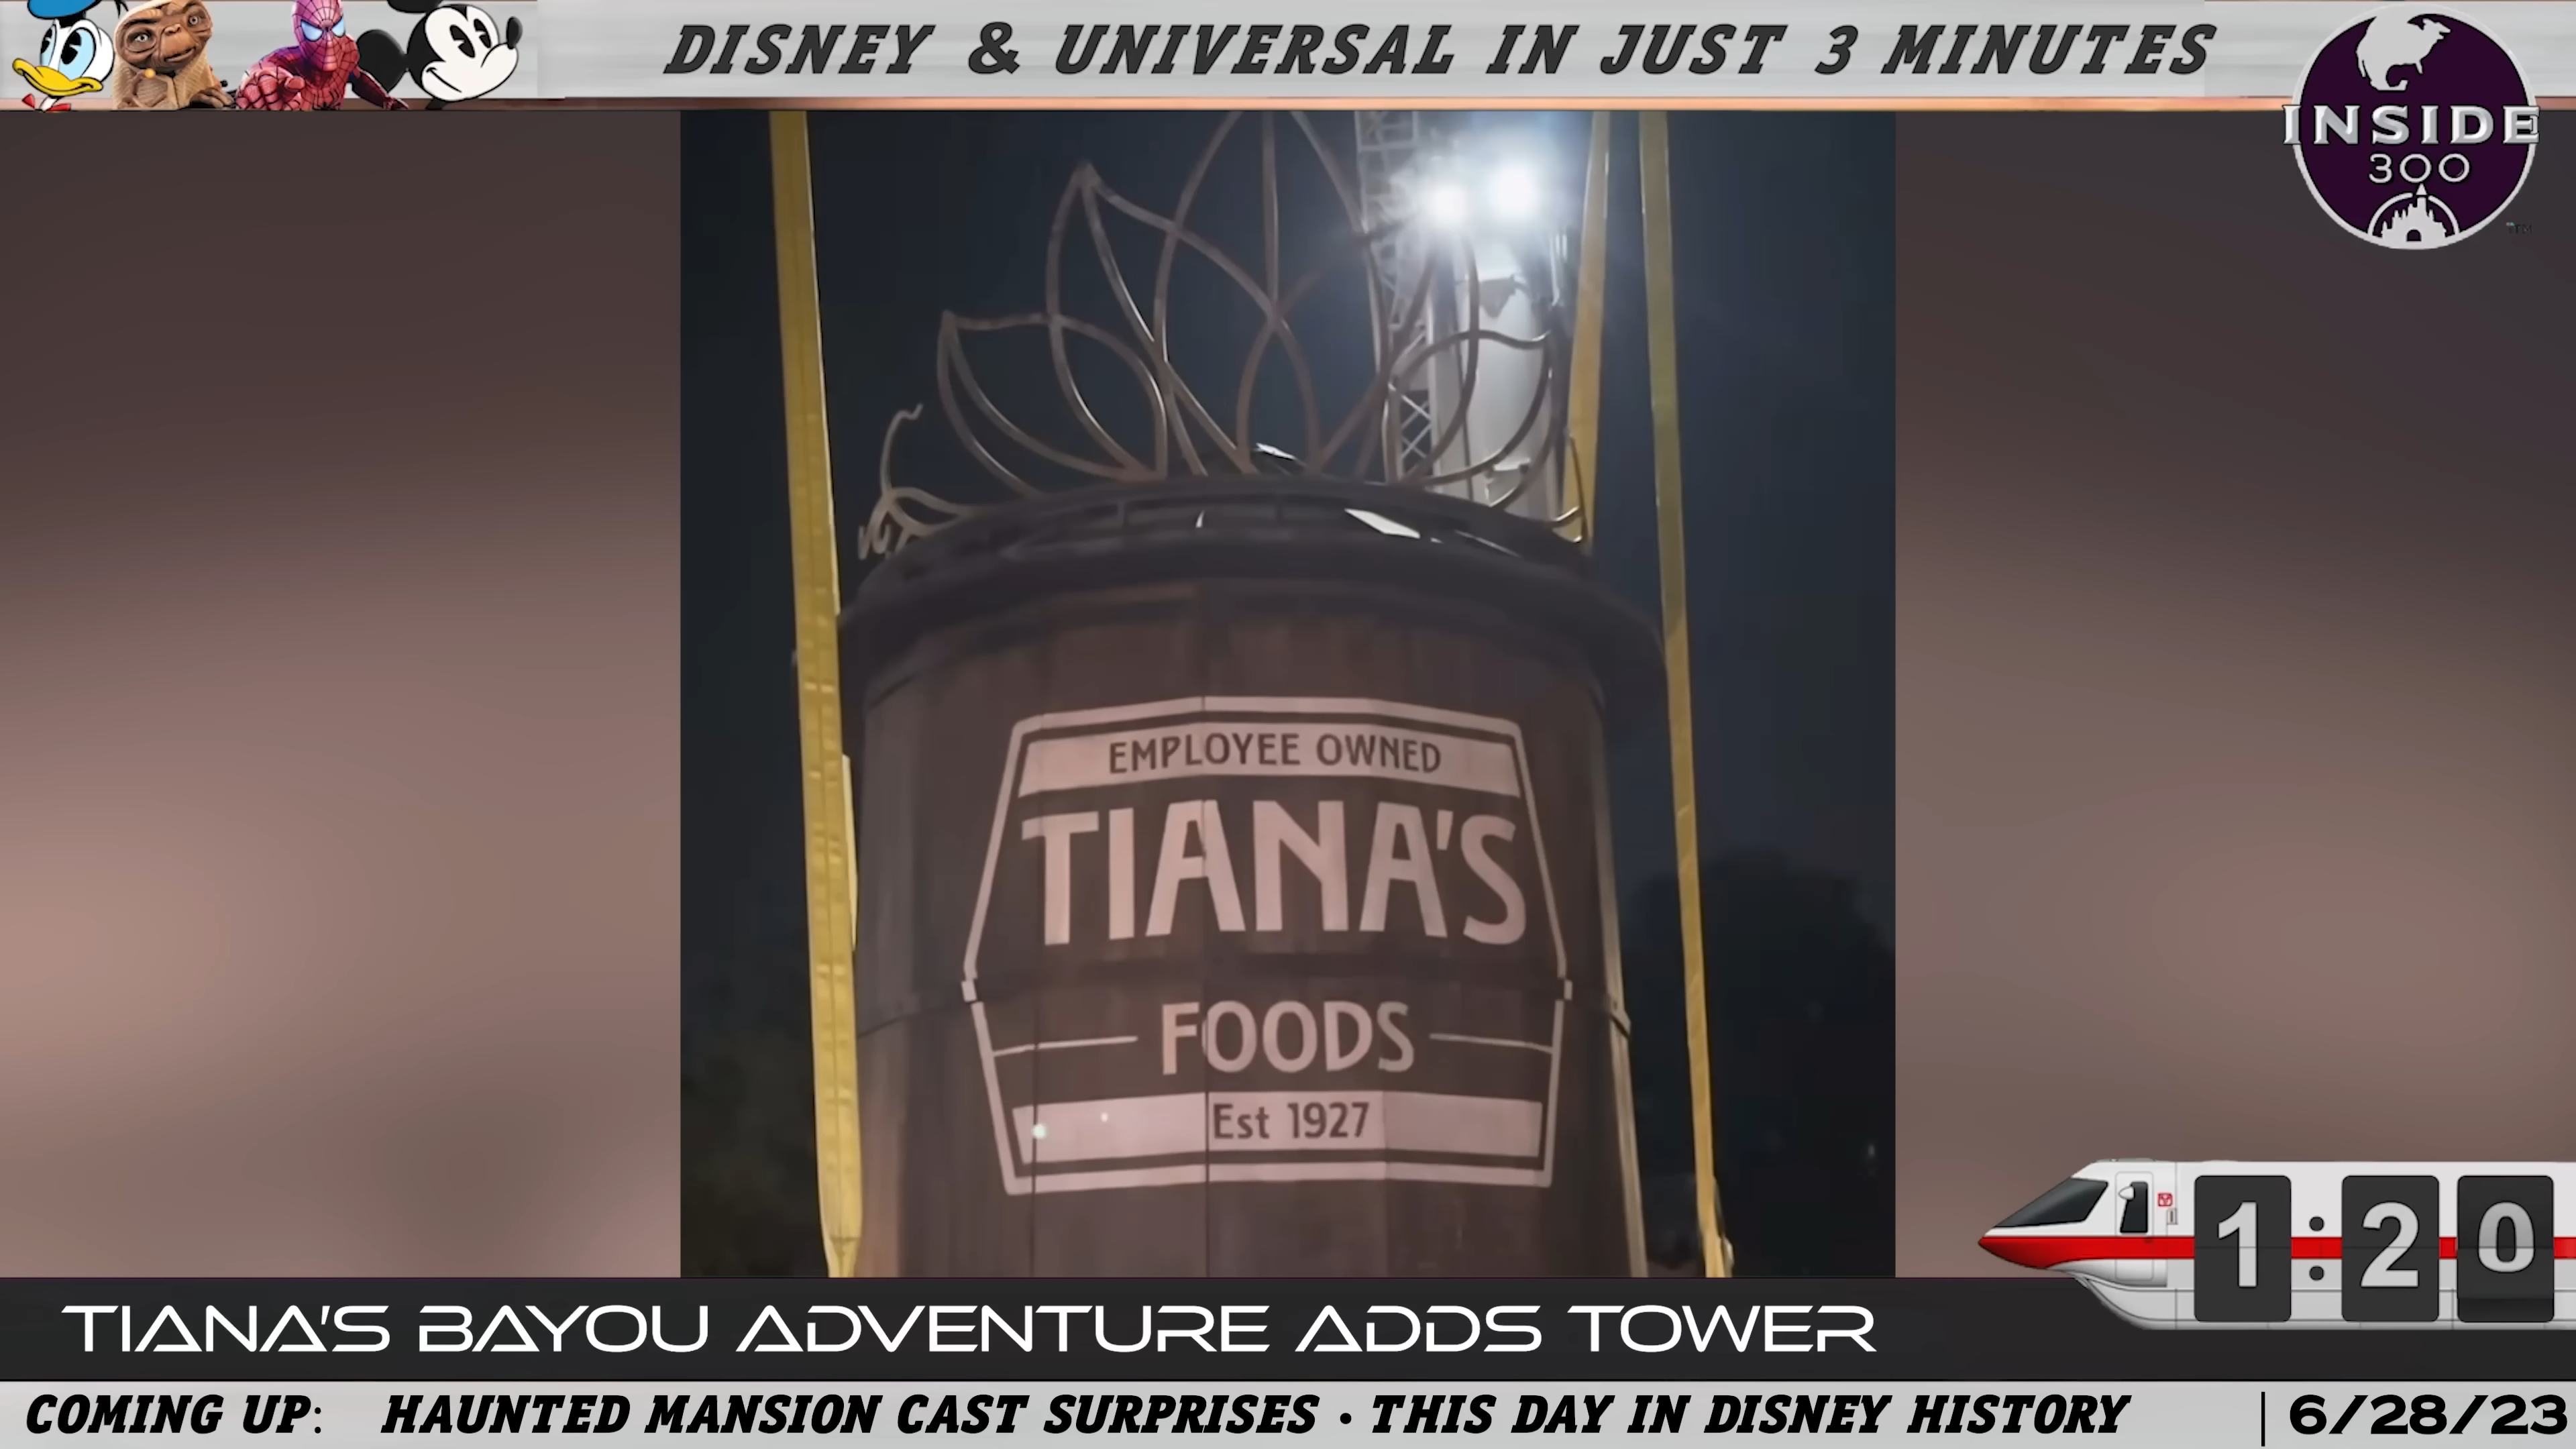 DISNEY & UNIVERSAL IN JUST 3 MINUTES
INSIDE
300
TM
EMPLOYEE OWNED
TIANA'S
FOODS
Est 1927
1:20
TIANA'S BAYOU ADVENTURE ADDS TOWER
COMING UP: HAUNTED MANSION CAST SURPRISES • THIS DAY IN DISNEY HISTORY | 6/28/23